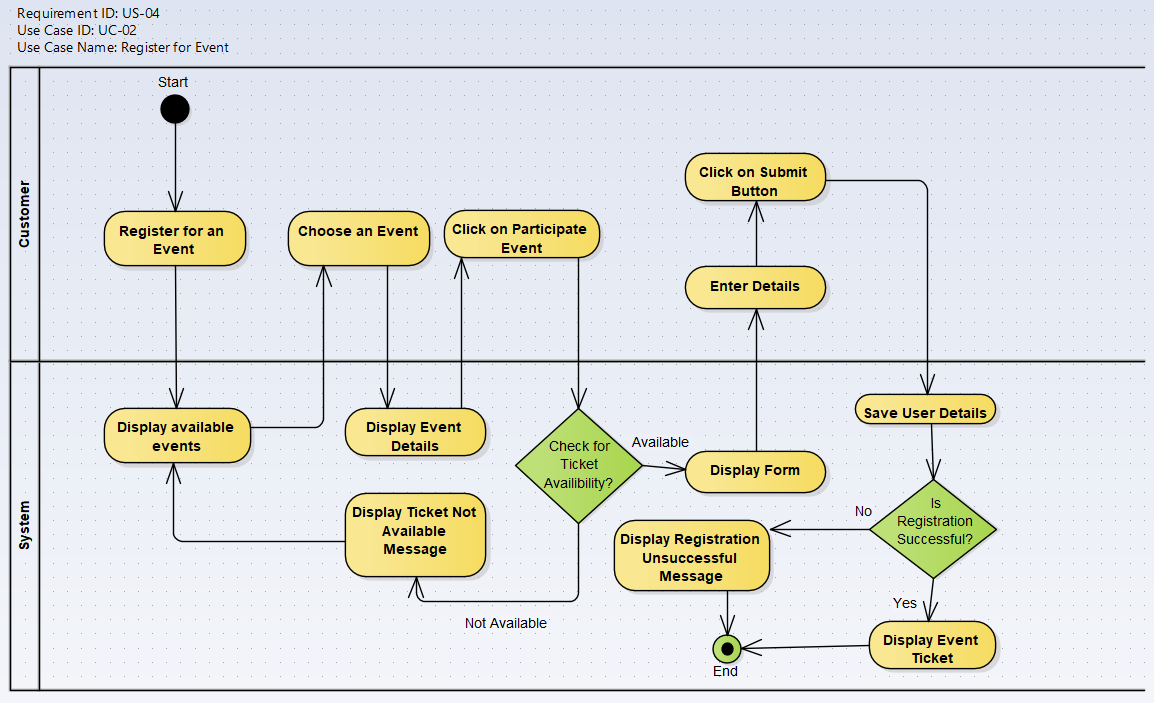 Requirement ID: US-04
Use Case ID: UC-02
Use Case Name: Register for Event
Customer
Start
Register for an
Event
Choose an Event
Click on Participate
Event
Click on Submit
Button
Enter Details
System
Display available
events
Display Event
Details
Check for
Ticket
Availibility?
Available
Display Form
Save User Details
Display Ticket Not
Available
Message
Not Available
Is
Registration
Successful?
No
Display Registration
Unsuccessful
Message
Yes
Display Event
Ticket
End